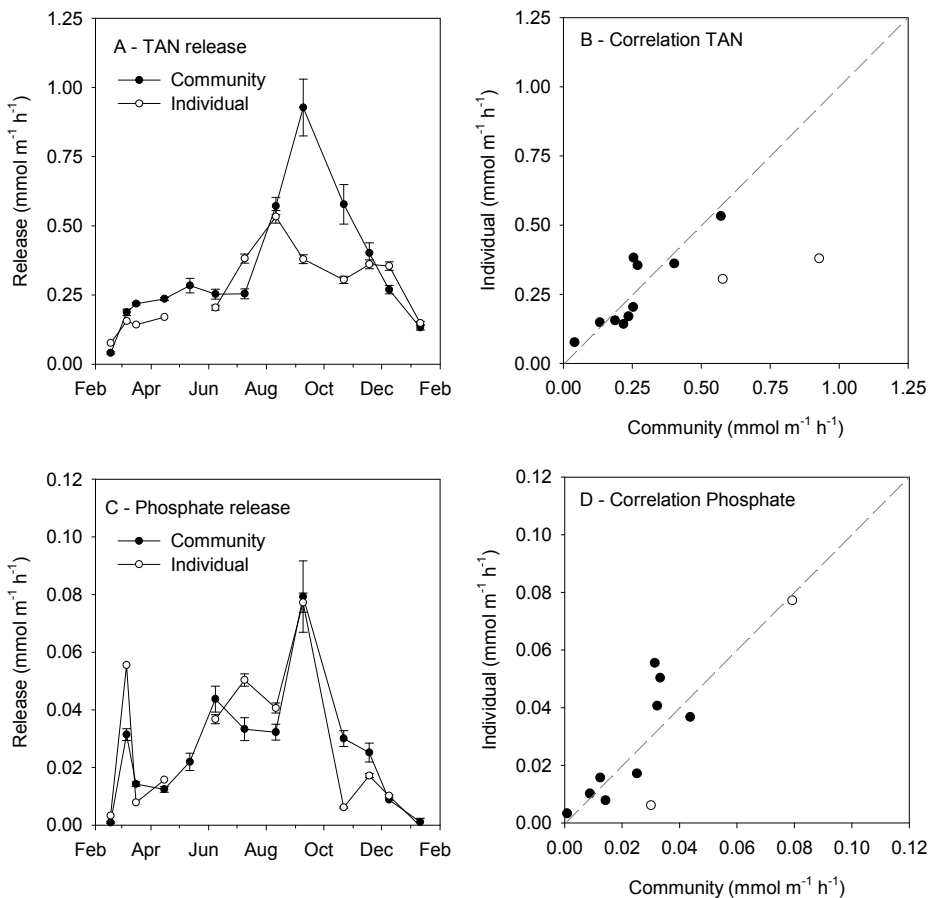 A - TAN release
Community
Individual
Release (mmol m⁻¹ h⁻¹)
1.25
1.00
0.75
0.50
0.25
0.00
Feb Apr Jun Aug Oct Dec Feb
B - Correlation TAN
Individual (mmol m⁻¹ h⁻¹)
1.25
1.00
0.75
0.50
0.25
0.00
0.00 0.25 0.50 0.75 1.00 1.25
Community (mmol m⁻¹ h⁻¹)
C - Phosphate release
Community
Individual
Release (mmol m⁻¹ h⁻¹)
0.12
0.10
0.08
0.06
0.04
0.02
0.00
Feb Apr Jun Aug Oct Dec Feb
D - Correlation Phosphate
Individual (mmol m⁻¹ h⁻¹)
0.12
0.10
0.08
0.06
0.04
0.02
0.00
0.00 0.02 0.04 0.06 0.08 0.10 0.12
Community (mmol m⁻¹ h⁻¹)